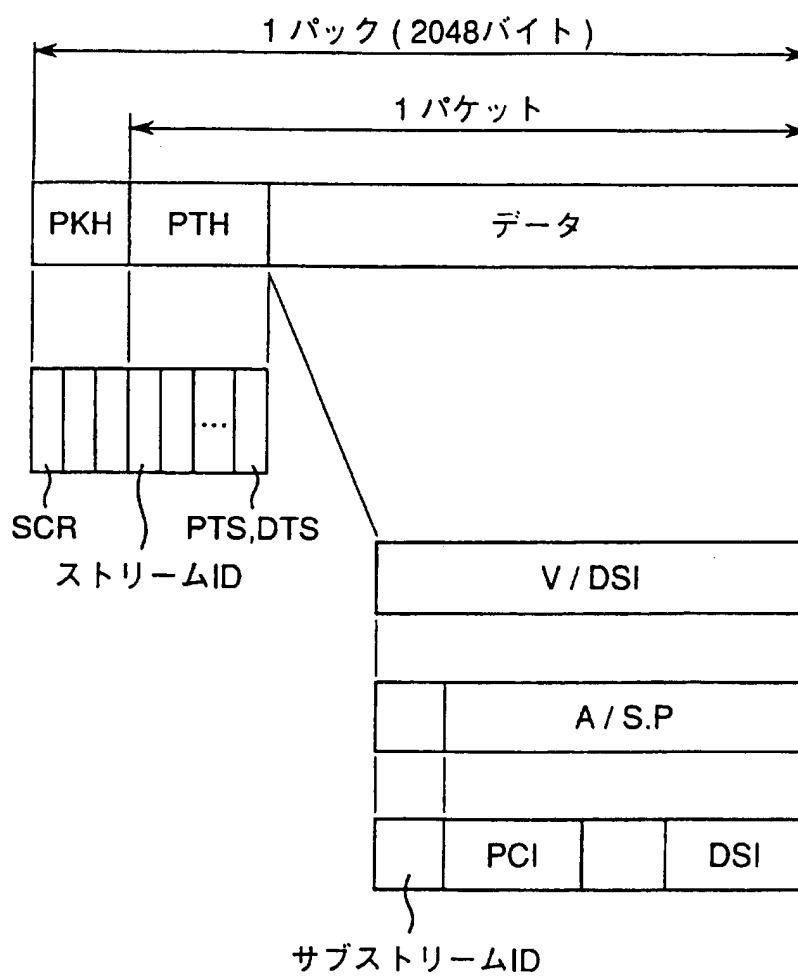 1 パック ( 2048バイト )
1 パケット
PKH PTH データ
...
SCR PTS,DTS
ストリームID
V / DSI
A / S.P
PCI DSI
サブストリームID